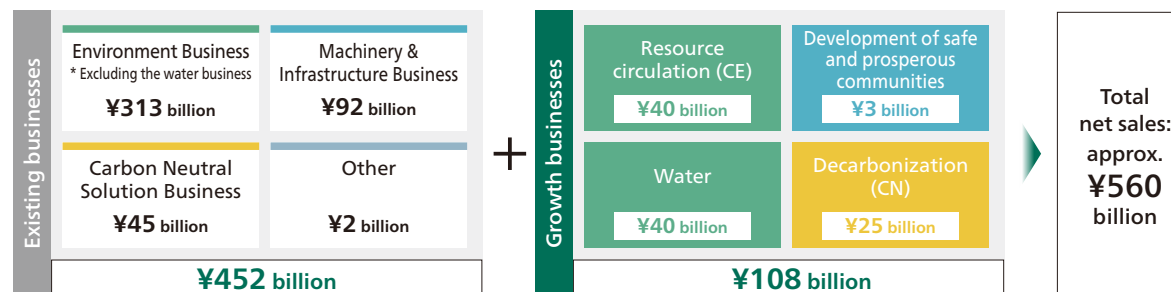 Existing businesses
Environment Business
* Excluding the water business
¥313 billion
Machinery &
Infrastructure Business
¥92 billion
Carbon Neutral
Solution Business
¥45 billion
Other
¥2 billion
¥452 billion
+
Growth businesses
Resource
circulation (CE)
¥40 billion
Development of safe
and prosperous
communities
¥3 billion
Water
¥40 billion
Decarbonization
(CN)
¥25 billion
¥108 billion
Total
net sales:
approx.
¥560
billion